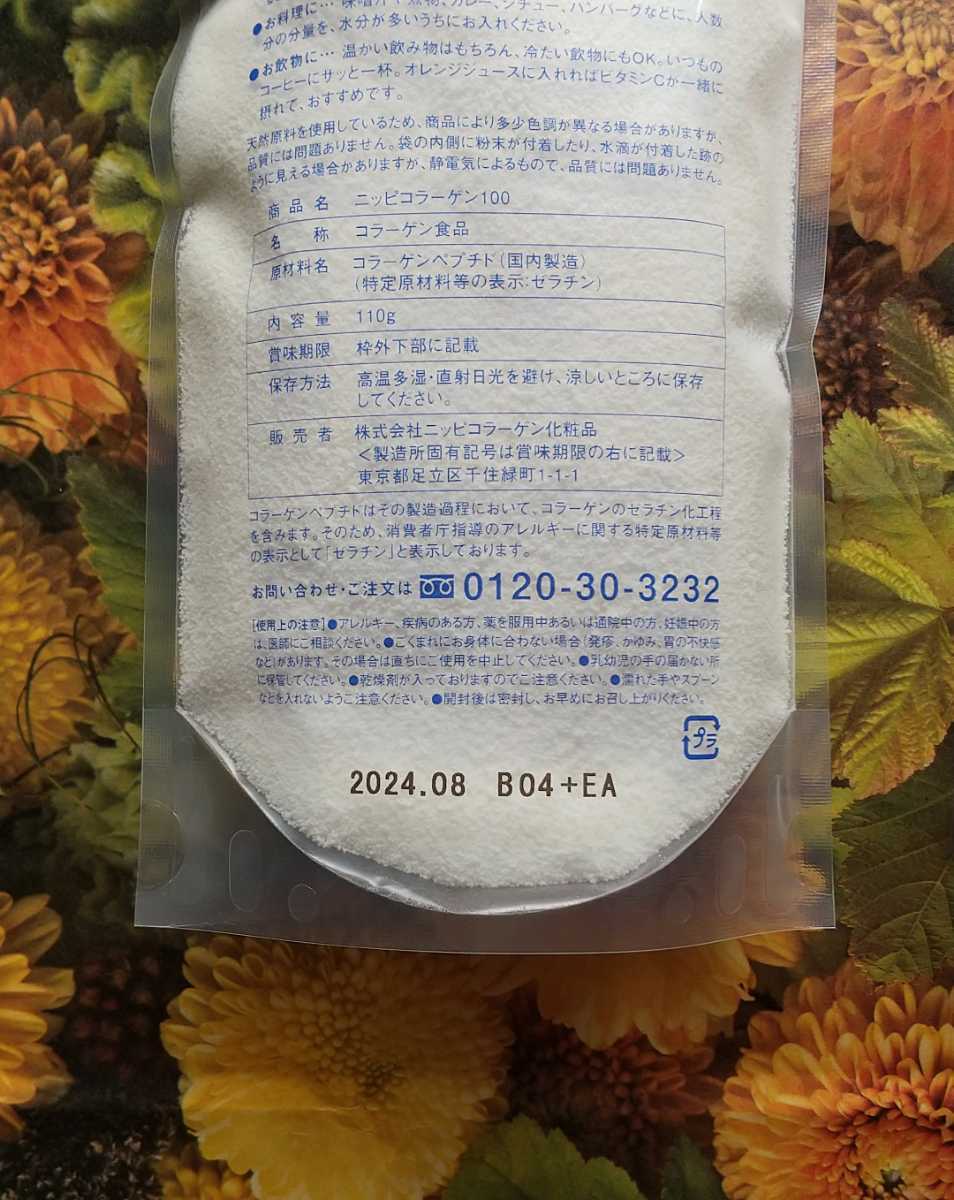 ●お料理に… 味噌汁や煮物、カレー、シチュー、ハンバーグなどに、人数
分の分量を、水分が多いうちにお入れください。
●お飲物に… 温かい飲み物はもちろん、冷たい飲物にもOK。いつもの
コーヒーにサッと一杯。オレンジジュースに入れればビタミンCが一緒に
摂れて、おすすめです。
天然原料を使用しているため、商品により多少色調が異なる場合がありますが、
品質には問題ありません。袋の内側に粉末が付着したり、水滴が付着した跡の
ように見える場合がありますが、静電気によるもので、品質には問題ありません。
商品名 ニッピコラーゲン100
名称 コラーゲン食品
原材料名 コラーゲンペプチド(国内製造)
(特定原材料等の表示:ゼラチン)
内容量 110g
賞味期限 枠外下部に記載
保存方法 高温多湿・直射日光を避け、涼しいところに保存
してください。
販売者 株式会社ニッピコラーゲン化粧品
<製造所固有記号は賞味期限の右に記載>
東京都足立区千住緑町1-1-1
コラーゲンペプチドはその製造過程において、コラーゲンのゼラチン化工程
を含みます。そのため、消費者庁指導のアレルギーに関する特定原材料等
の表示として「ゼラチン」と表示しております。
お問い合わせ・ご注文は 0120-30-3232
[使用上の注意]●アレルギー、疾病のある方、薬を服用中あるいは通院中の方、妊娠中の方
は、医師にご相談ください。●ごくまれにお身体に合わない場合(発疹、かゆみ、胃の不快感
など)があります。その場合は直ちにご使用を中止してください。●乳幼児の手の届かない所
に保管してください。●乾燥剤が入っておりますのでご注意ください。●濡れた手やスプーン
などを入れないようご注意ください。●開封後は密封し、お早めにお召し上がりください。
プラ
2024.08 B04+EA